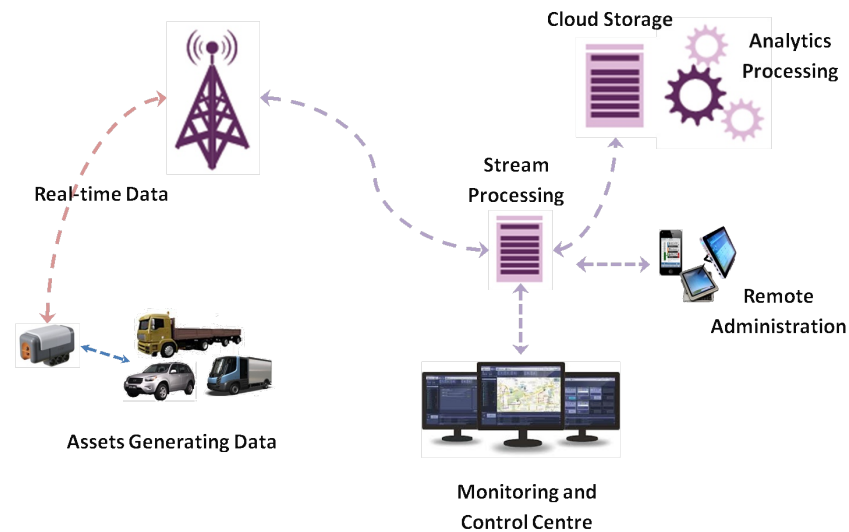 Cloud Storage
Analytics
Processing
Stream
Processing
Real-time Data
Remote
Administration
Assets Generating Data
Monitoring and
Control Centre